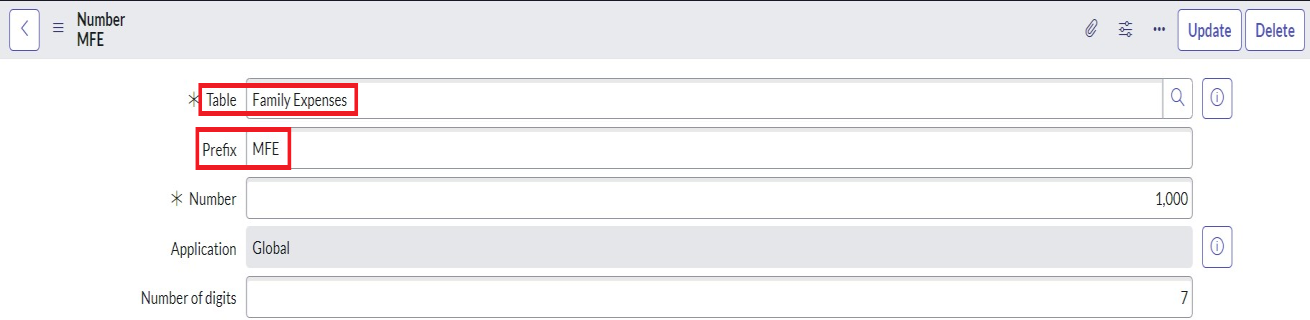 Number
MFE
Update Delete
Table Family Expenses
Prefix MFE
Number 1,000
Application Global
Number of digits 7